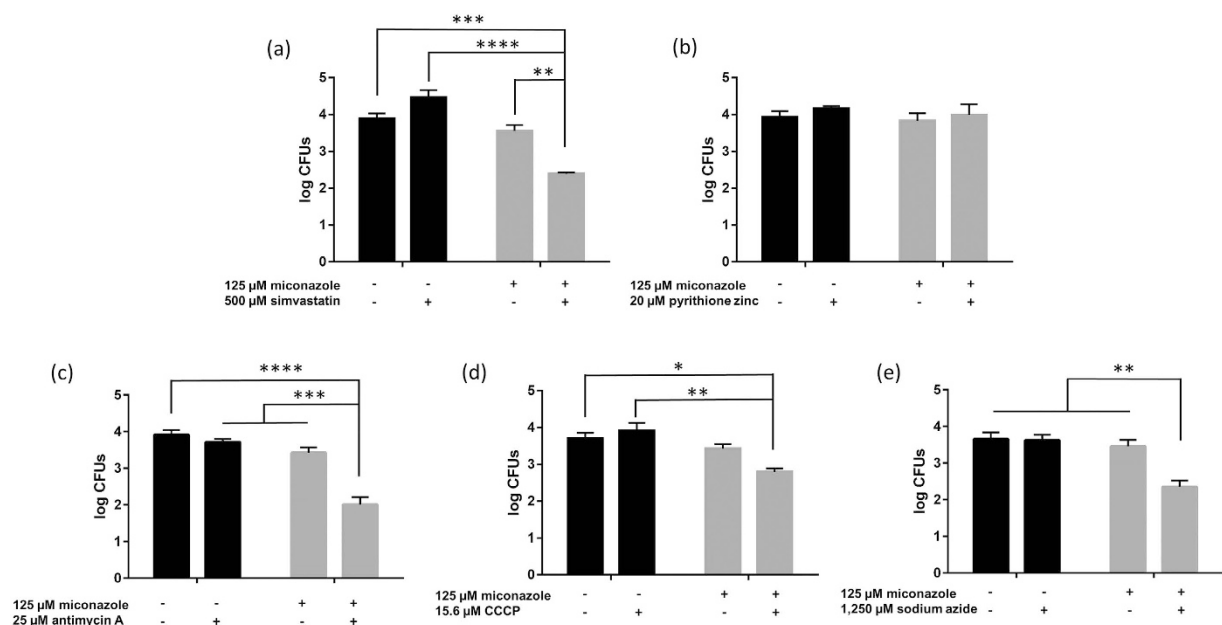 (a)
***
****
**
5
4
3
2
1
0
log CFUs
125 µM miconazole - - + +
500 µM simvastatin - + - +
(b)
5
4
3
2
1
0
log CFUs
125 µM miconazole - - + +
20 µM pyrithione zinc - + - +
(c)
****
***
5
4
3
2
1
0
log CFUs
125 µM miconazole - - + +
25 µM antimycin A - + - +
(d)
*
**
5
4
3
2
1
0
log CFUs
125 µM miconazole - - + +
15.6 µM CCCP - + - +
(e)
**
5
4
3
2
1
0
log CFUs
125 µM miconazole - - + +
1,250 µM sodium azide - + - +